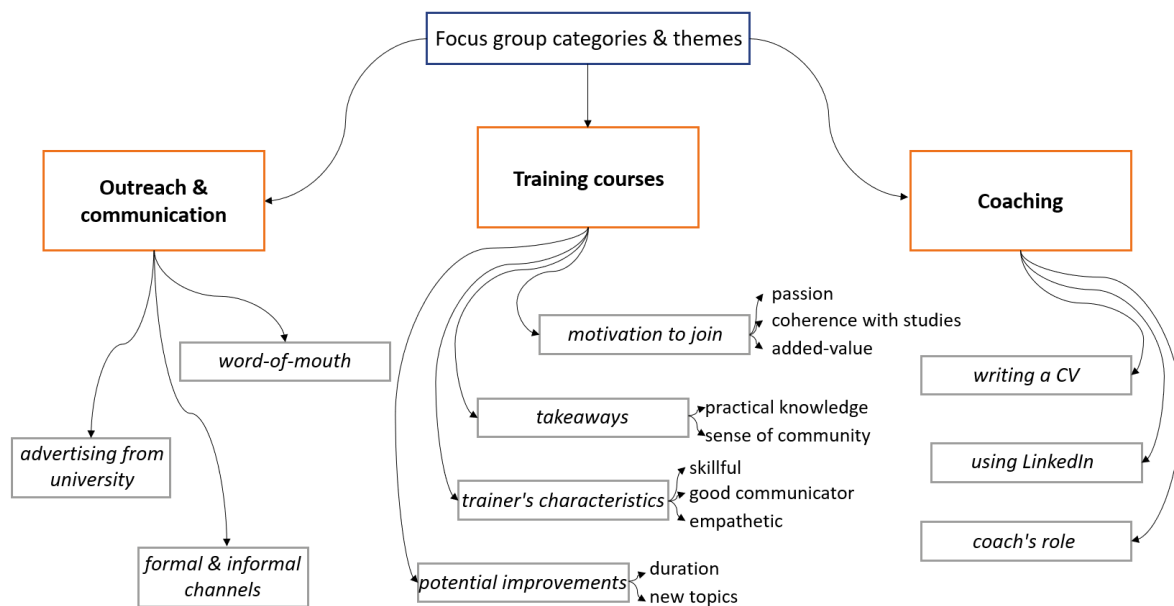 Focus group categories & themes
Outreach &
communication
word-of-mouth
advertising from
university
formal & informal
channels
Training courses
motivation to join
passion
coherence with studies
added-value
takeaways
practical knowledge
sense of community
trainer's characteristics
skillful
good communicator
empathetic
potential improvements
duration
new topics
Coaching
writing a CV
using LinkedIn
coach's role